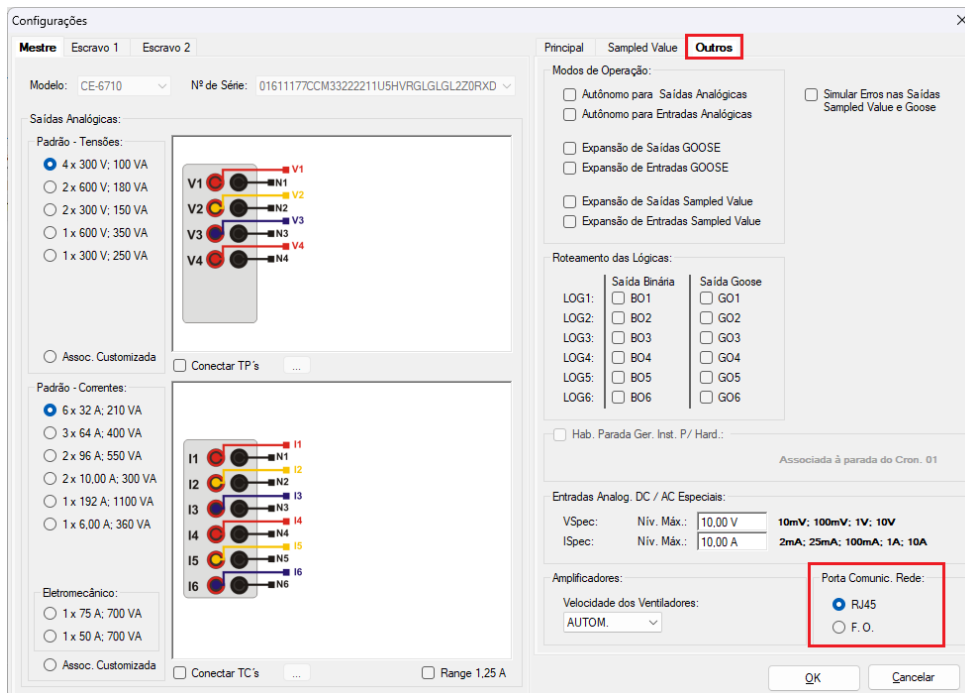 Configurações
Mestre Escravo 1 Escravo 2
Modelo: CE-6710 Nº de Série: 01611177CCM33222211U5HVRGLGLGL2Z0RXD
Saídas Analógicas:
Padrão - Tensões:
4 x 300 V; 100 VA
2 x 600 V; 180 VA
2 x 300 V; 150 VA
1 x 600 V; 350 VA
1 x 300 V; 250 VA
Assoc. Customizada
V1 V1
N1
V2 V2
N2
V3 V3
N3
V4 V4
N4
Conectar TP´s ...
Padrão - Correntes:
6 x 32 A; 210 VA
3 x 64 A; 400 VA
2 x 96 A; 550 VA
2 x 10,00 A; 300 VA
1 x 192 A; 1100 VA
1 x 6,00 A; 360 VA
Eletromecânico:
1 x 75 A; 700 VA
1 x 50 A; 700 VA
Assoc. Customizada
I1 I1
N1
I2 I2
N2
I3 I3
N3
I4 I4
N4
I5 I5
N5
I6 I6
N6
Conectar TC´s ... Range 1,25 A
Principal Sampled Value Outros
Modos de Operação:
Autônomo para Saídas Analógicas
Autônomo para Entradas Analógicas
Expansão de Saídas GOOSE
Expansão de Entradas GOOSE
Expansão de Saídas Sampled Value
Expansão de Entradas Sampled Value
Simular Erros nas Saídas
Sampled Value e Goose
Roteamento das Lógicas:
Saída Binária Saída Goose
LOG1: BO1 GO1
LOG2: BO2 GO2
LOG3: BO3 GO3
LOG4: BO4 GO4
LOG5: BO5 GO5
LOG6: BO6 GO6
Hab. Parada Ger. Inst. P/ Hard.:
Associada à parada do Cron. 01
Entradas Analog. DC / AC Especiais:
VSpec: Nív. Máx.: 10,00 V 10mV; 100mV; 1V; 10V
ISpec: Nív. Máx.: 10,00 A 2mA; 25mA; 100mA; 1A; 10A
Amplificadores:
Velocidade dos Ventiladores:
AUTOM.
Porta Comunic. Rede:
RJ45
F. O.
OK Cancelar